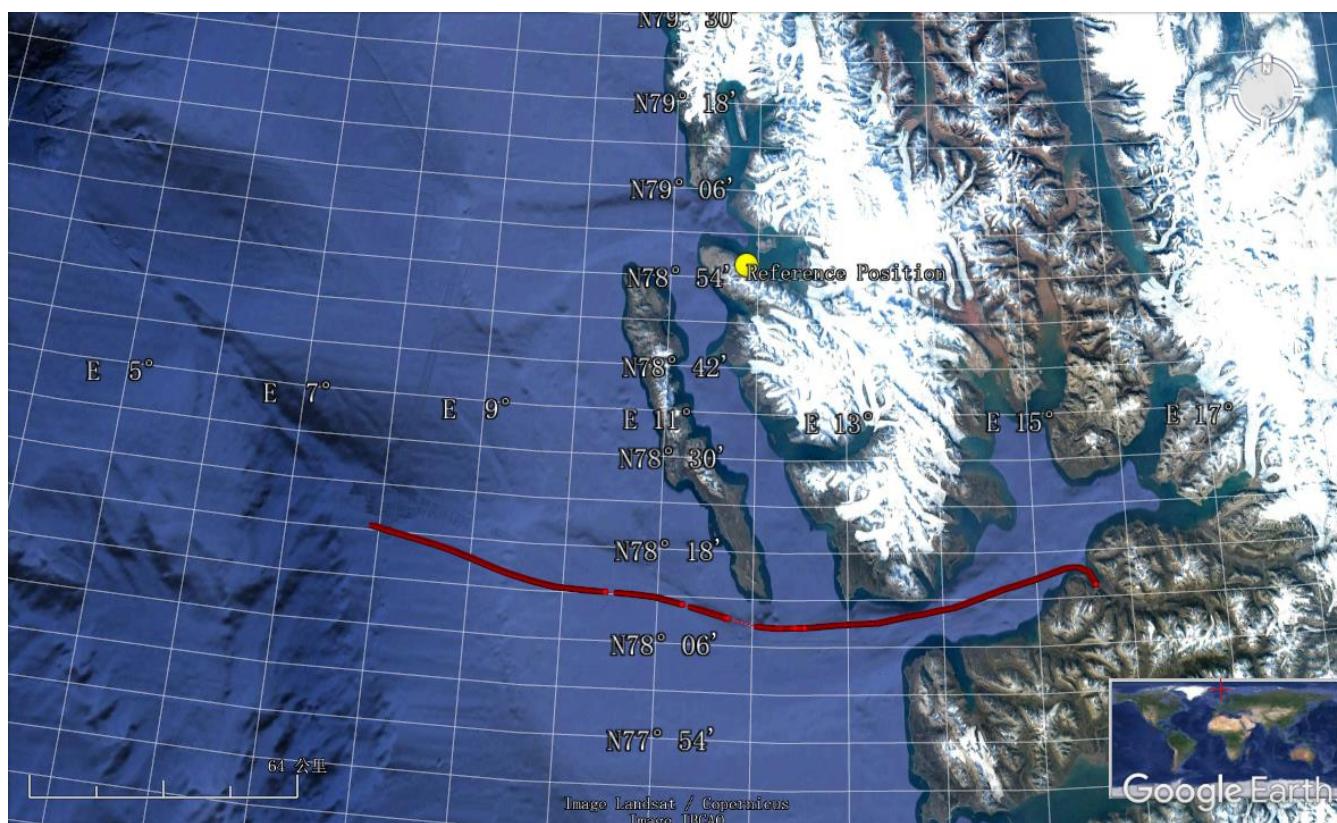 N79° 30'
N79° 18'
N79° 06'
N78° 54'
Reference Position
N78° 42'
E 5°
E 7°
E 9°
E 11°
E 13°
E 15°
E 17°
N78° 30'
N78° 18'
N78° 06'
N77° 54'
64 公里
Image Landsat / Copernicus
Image IBCAO
Google Earth